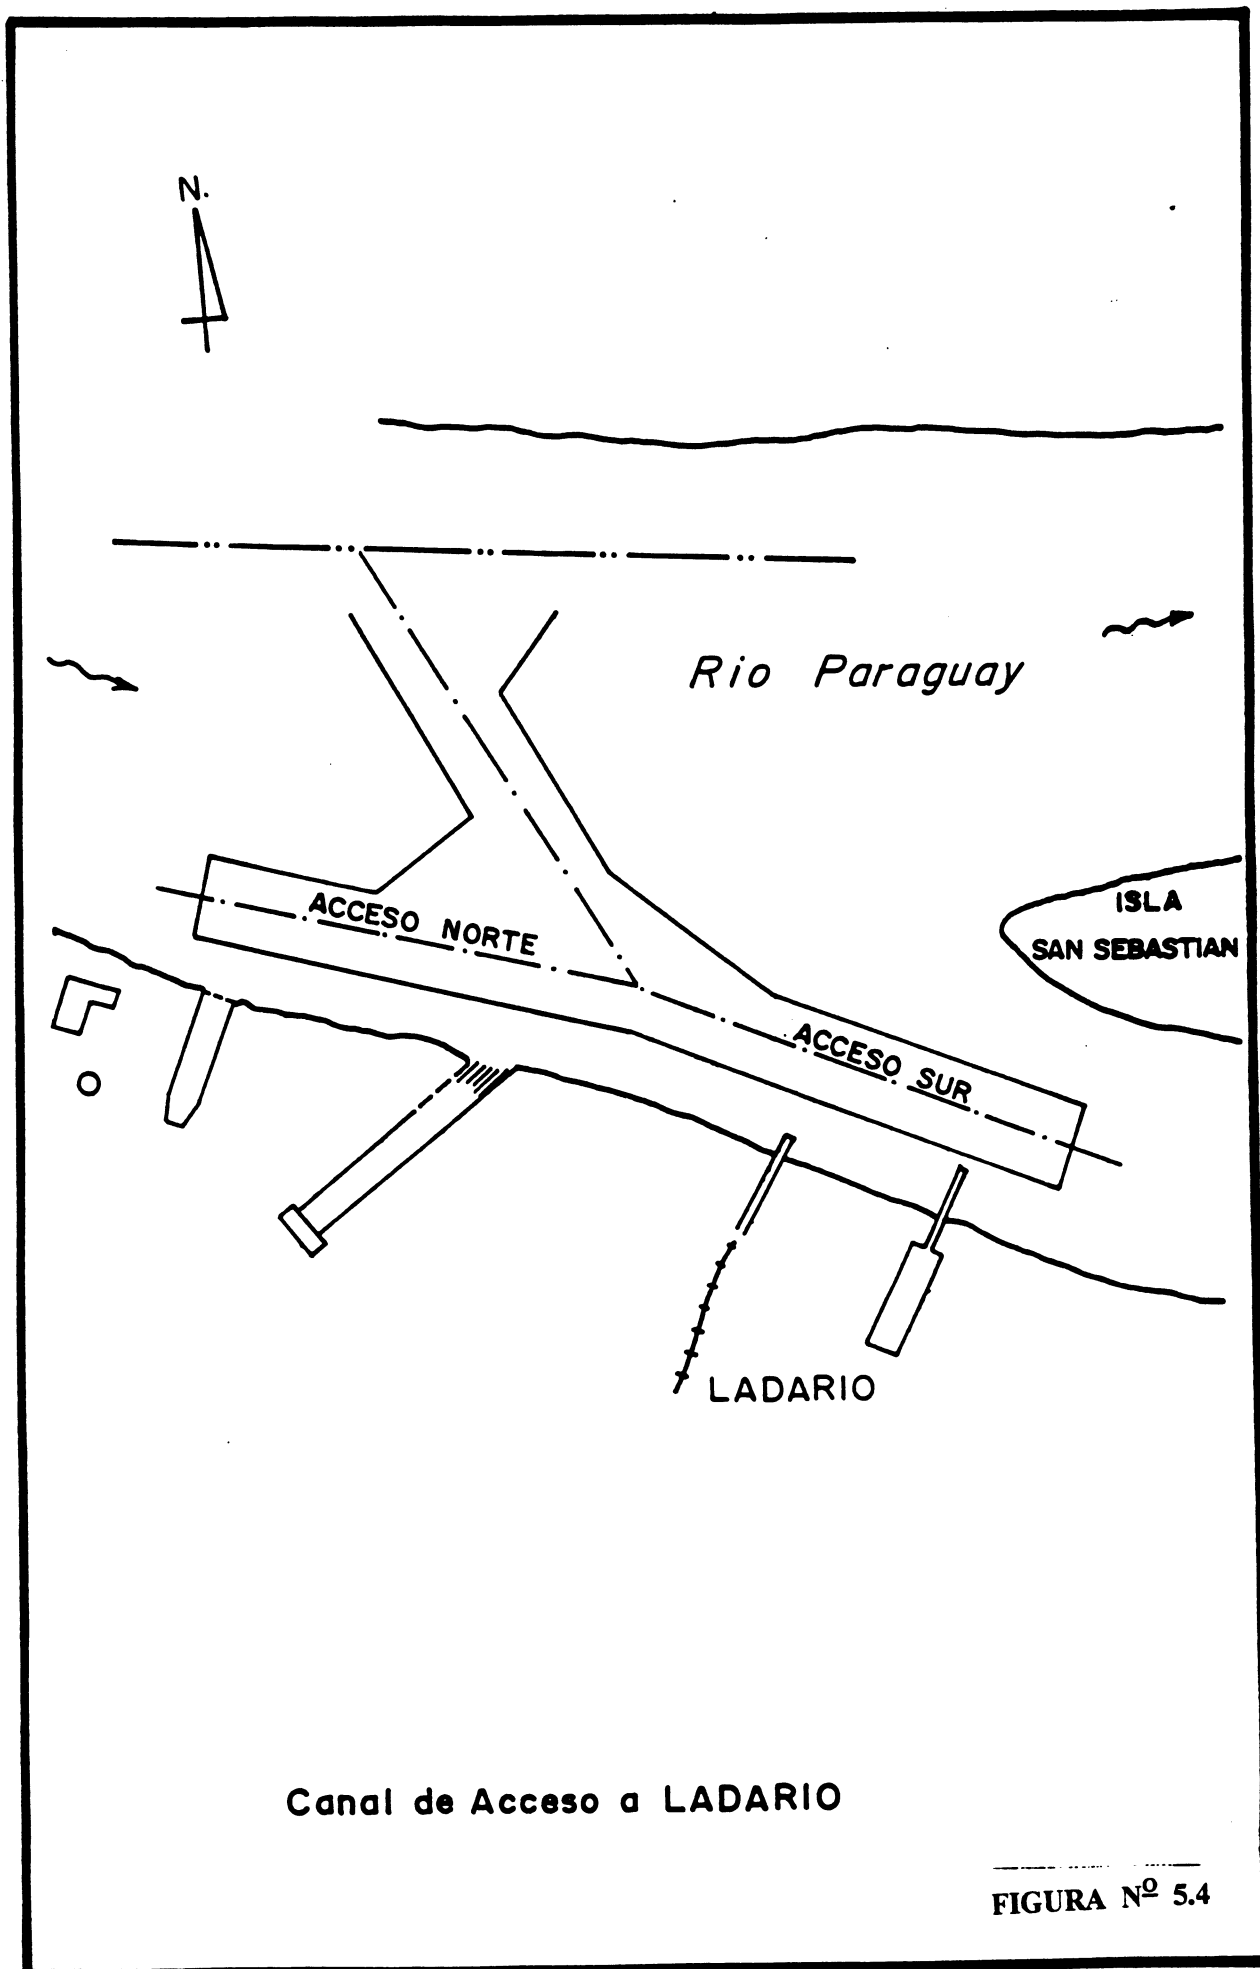 N.
Rio Paraguay
ISLA
SAN SEBASTIAN
ACCESO NORTE
ACCESO SUR
LADARIO
Canal de Acceso a LADARIO
FIGURA Nº 5.4